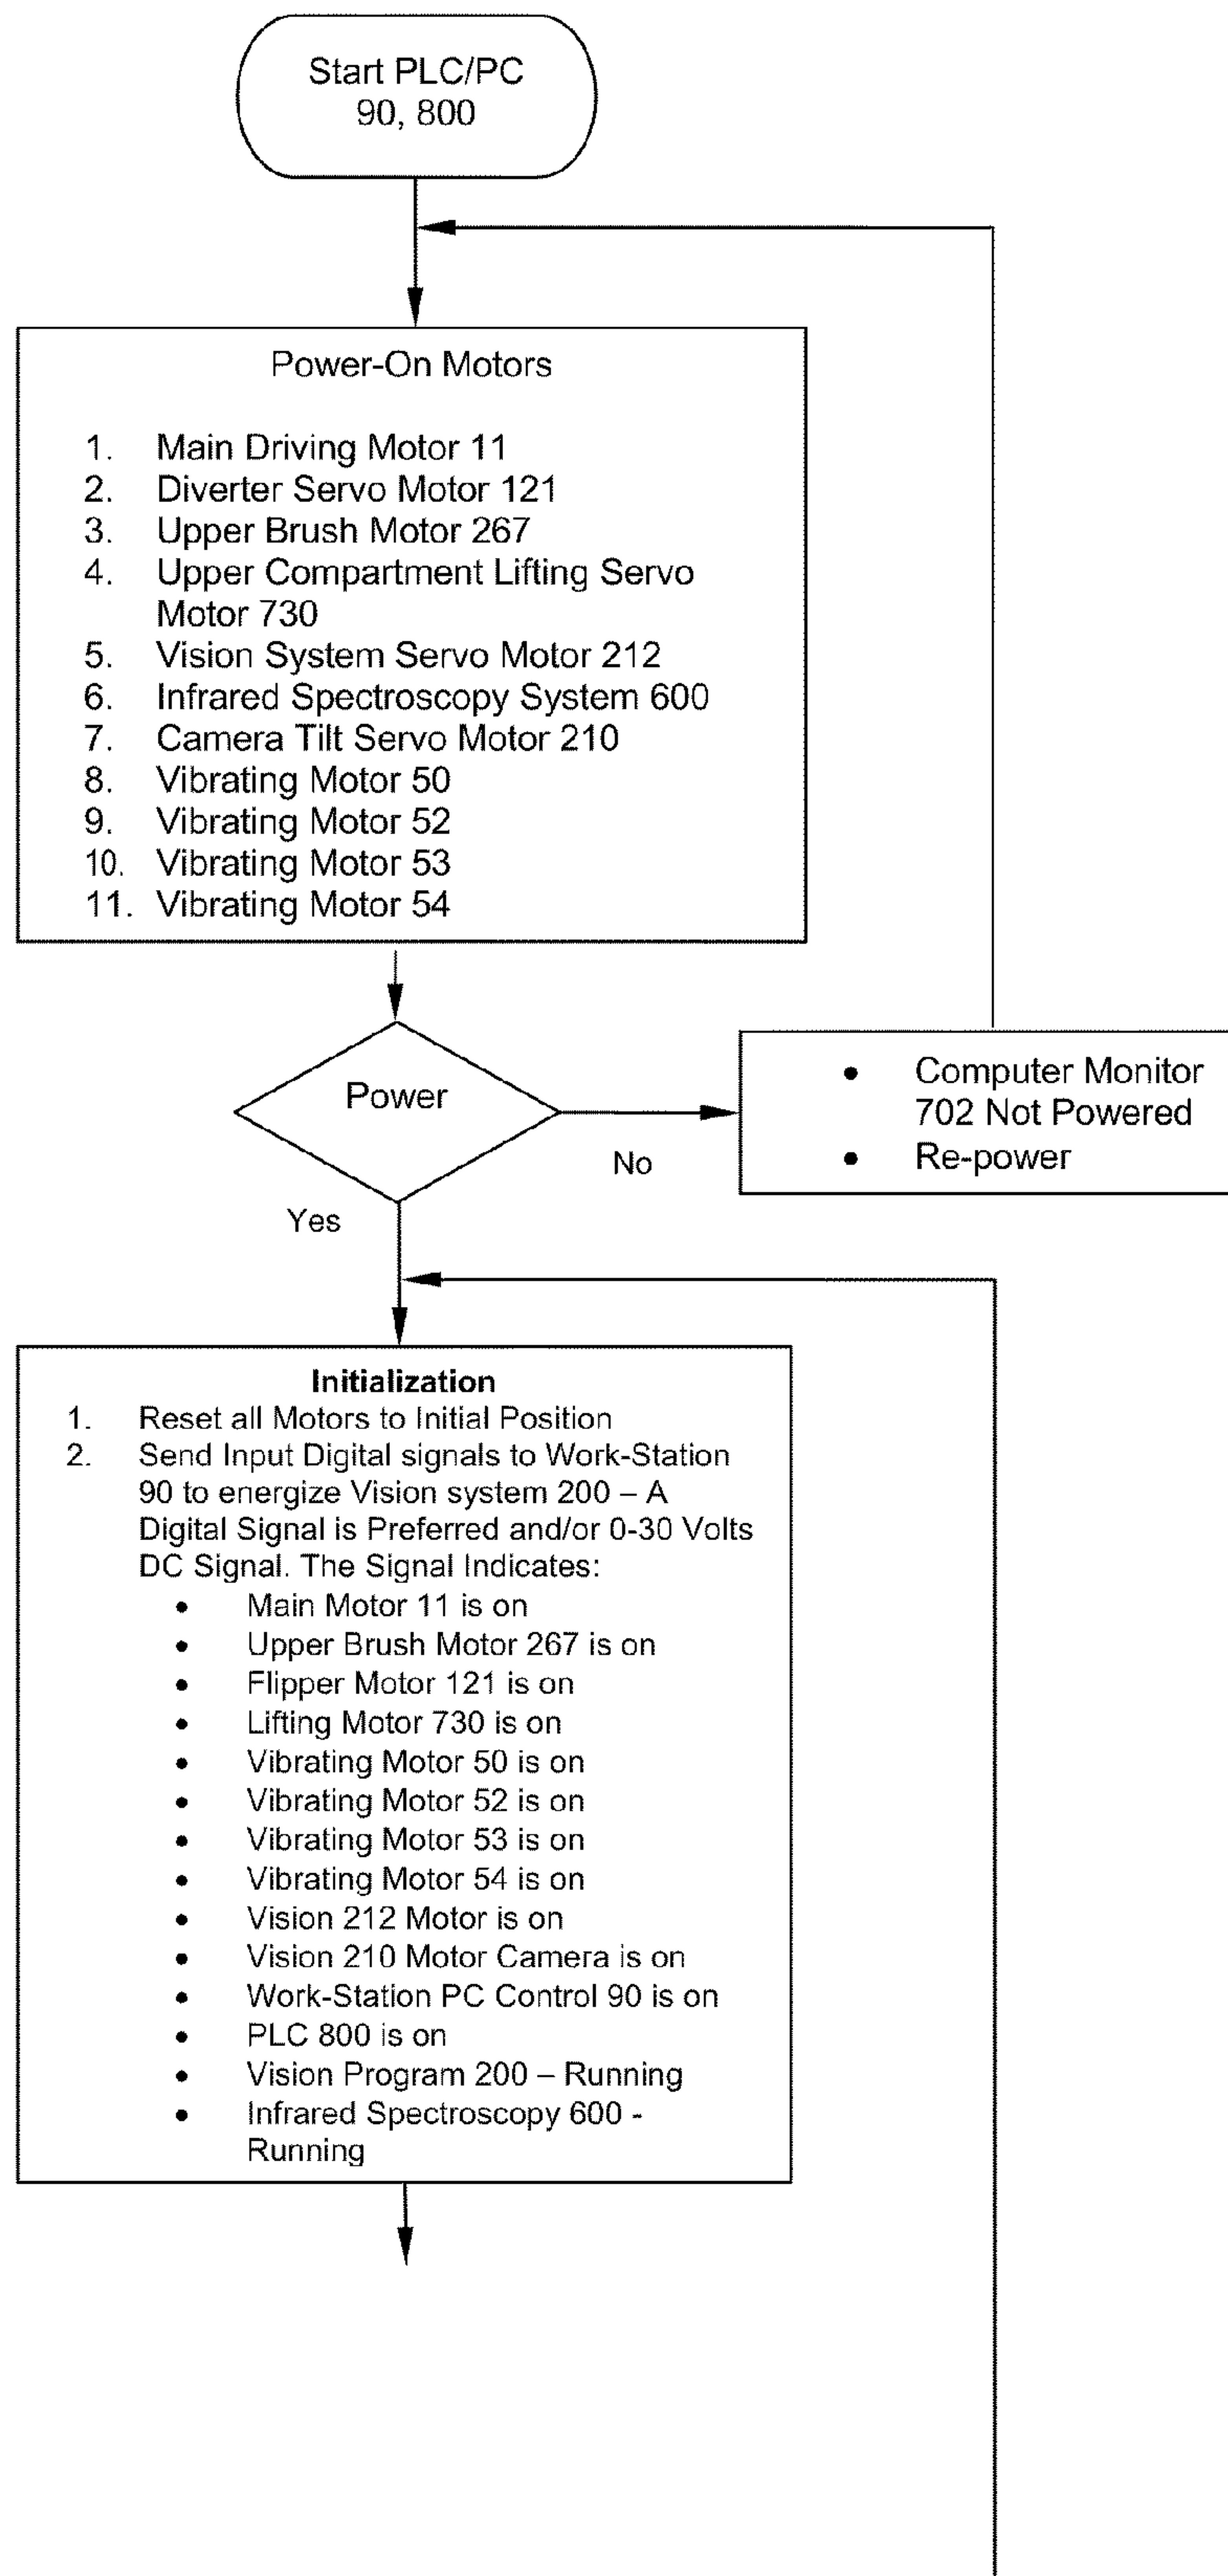 Start PLC/PC
90, 800
Power-On Motors
1. Main Driving Motor 11
2. Diverter Servo Motor 121
3. Upper Brush Motor 267
4. Upper Compartment Lifting Servo
Motor 730
5. Vision System Servo Motor 212
6. Infrared Spectroscopy System 600
7. Camera Tilt Servo Motor 210
8. Vibrating Motor 50
9. Vibrating Motor 52
10. Vibrating Motor 53
11. Vibrating Motor 54
Power
No
• Computer Monitor
702 Not Powered
• Re-power
Yes
Initialization
1. Reset all Motors to Initial Position
2. Send Input Digital signals to Work-Station
90 to energize Vision system 200 – A
Digital Signal is Preferred and/or 0-30 Volts
DC Signal. The Signal Indicates:
• Main Motor 11 is on
• Upper Brush Motor 267 is on
• Flipper Motor 121 is on
• Lifting Motor 730 is on
• Vibrating Motor 50 is on
• Vibrating Motor 52 is on
• Vibrating Motor 53 is on
• Vibrating Motor 54 is on
• Vision 212 Motor is on
• Vision 210 Motor Camera is on
• Work-Station PC Control 90 is on
• PLC 800 is on
• Vision Program 200 – Running
• Infrared Spectroscopy 600 -
Running